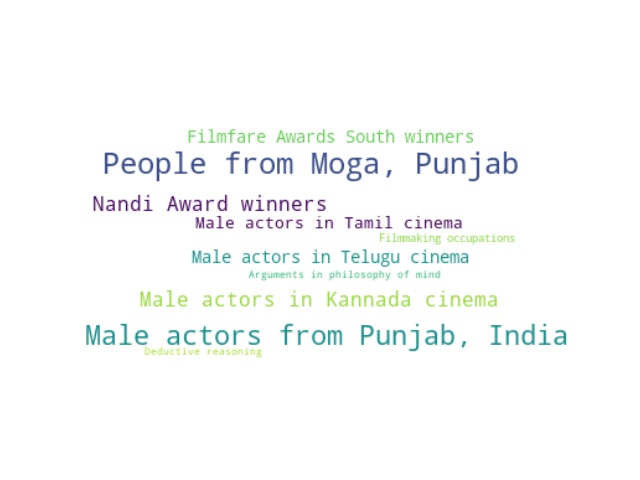 Filmfare Awards South winners
People from Moga, Punjab
Nandi Award winners
Male actors in Tamil cinema
Filmmaking occupations
Male actors in Telugu cinema
Arguments in philosophy of mind
Male actors in Kannada cinema
Male actors from Punjab, India
Deductive reasoning